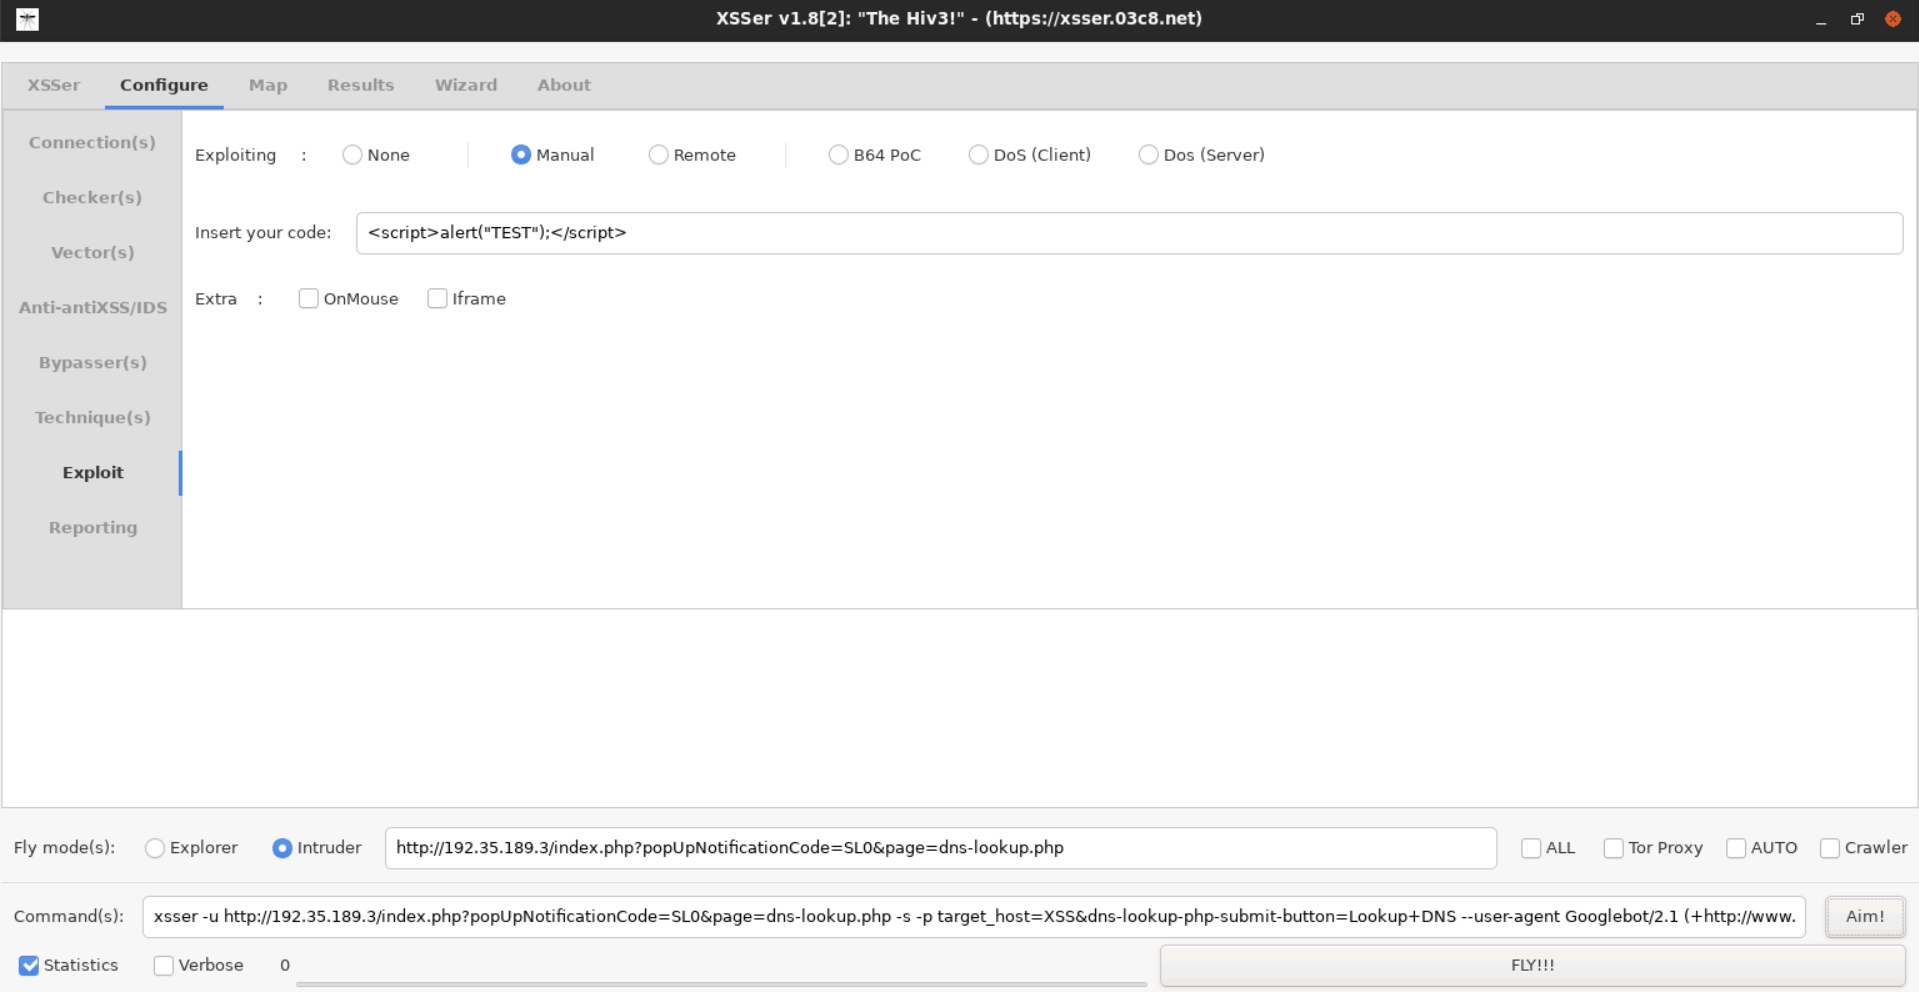 XSSer v1.8[2]: "The Hiv3!" - (https://xsser.03c8.net)
XSSer Configure Map Results Wizard About
Connection(s)
Checker(s)
Vector(s)
Anti-antiXSS/IDS
Bypasser(s)
Technique(s)
Exploit
Reporting
Exploiting : None Manual Remote B64 PoC DoS (Client) Dos (Server)
Insert your code: <script>alert("TEST");</script>
Extra : OnMouse Iframe
Fly mode(s): Explorer Intruder http://192.35.189.3/index.php?popUpNotificationCode=SL0&page=dns-lookup.php ALL Tor Proxy AUTO Crawler
Command(s): xsser -u http://192.35.189.3/index.php?popUpNotificationCode=SL0&page=dns-lookup.php -s -p target_host=XSS&dns-lookup-php-submit-button=Lookup+DNS --user-agent Googlebot/2.1 (+http://www. Aim!
Statistics Verbose 0 FLY!!!